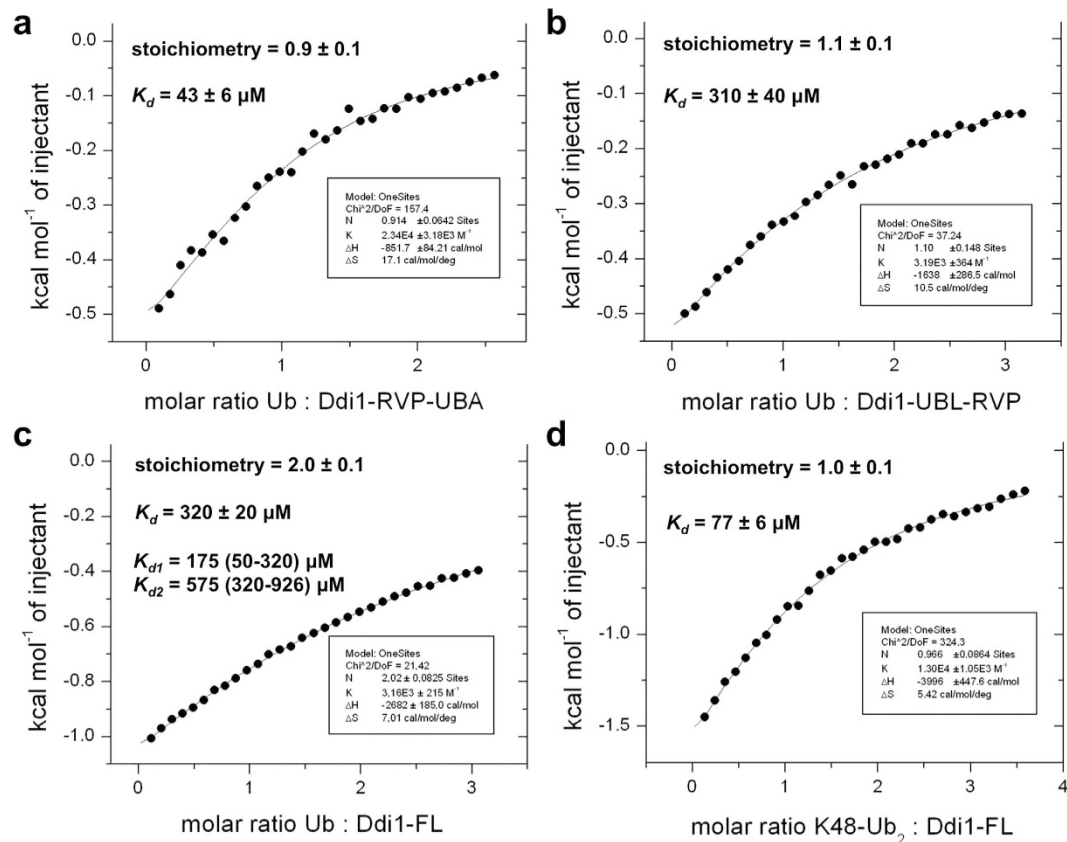 a
stoichiometry = 0.9 ± 0.1
Kd = 43 ± 6 µM
kcal mol⁻¹ of injectant
0.0
-0.1
-0.2
-0.3
-0.4
-0.5
Model: OneSites
Chi^2/DoF = 157.4
N 0.914 ±0.0642 Sites
K 2.34E4 ±3.18E3 M⁻¹
ΔH -851.7 ±84.21 cal/mol
ΔS 17.1 cal/mol/deg
0 1 2
molar ratio Ub : Ddi1-RVP-UBA
b
stoichiometry = 1.1 ± 0.1
Kd = 310 ± 40 µM
kcal mol⁻¹ of injectant
0.0
-0.1
-0.2
-0.3
-0.4
-0.5
Model: OneSites
Chi^2/DoF = 37.24
N 1.10 ±0.148 Sites
K 3.19E3 ±364 M⁻¹
ΔH -1638 ±286.5 cal/mol
ΔS 10.5 cal/mol/deg
0 1 2 3
molar ratio Ub : Ddi1-UBL-RVP
c
stoichiometry = 2.0 ± 0.1
Kd = 320 ± 20 µM
Kd1 = 175 (50-320) µM
Kd2 = 575 (320-926) µM
kcal mol⁻¹ of injectant
0.0
-0.2
-0.4
-0.6
-0.8
-1.0
Model: OneSites
Chi^2/DoF = 21,42
N 2,02 ± 0,0825 Sites
K 3,16E3 ± 215 M⁻¹
ΔH -2682 ± 185,0 cal/mol
ΔS 7,01 cal/mol/deg
0 1 2 3
molar ratio Ub : Ddi1-FL
d
stoichiometry = 1.0 ± 0.1
Kd = 77 ± 6 µM
kcal mol⁻¹ of injectant
0.0
-0.5
-1.0
-1.5
Model: OneSites
Chi^2/DoF = 324.3
N 0.966 ±0.0864 Sites
K 1.30E4 ±1.05E3 M⁻¹
ΔH -3996 ±447.6 cal/mol
ΔS 5.42 cal/mol/deg
0 1 2 3 4
molar ratio K48-Ub₂ : Ddi1-FL